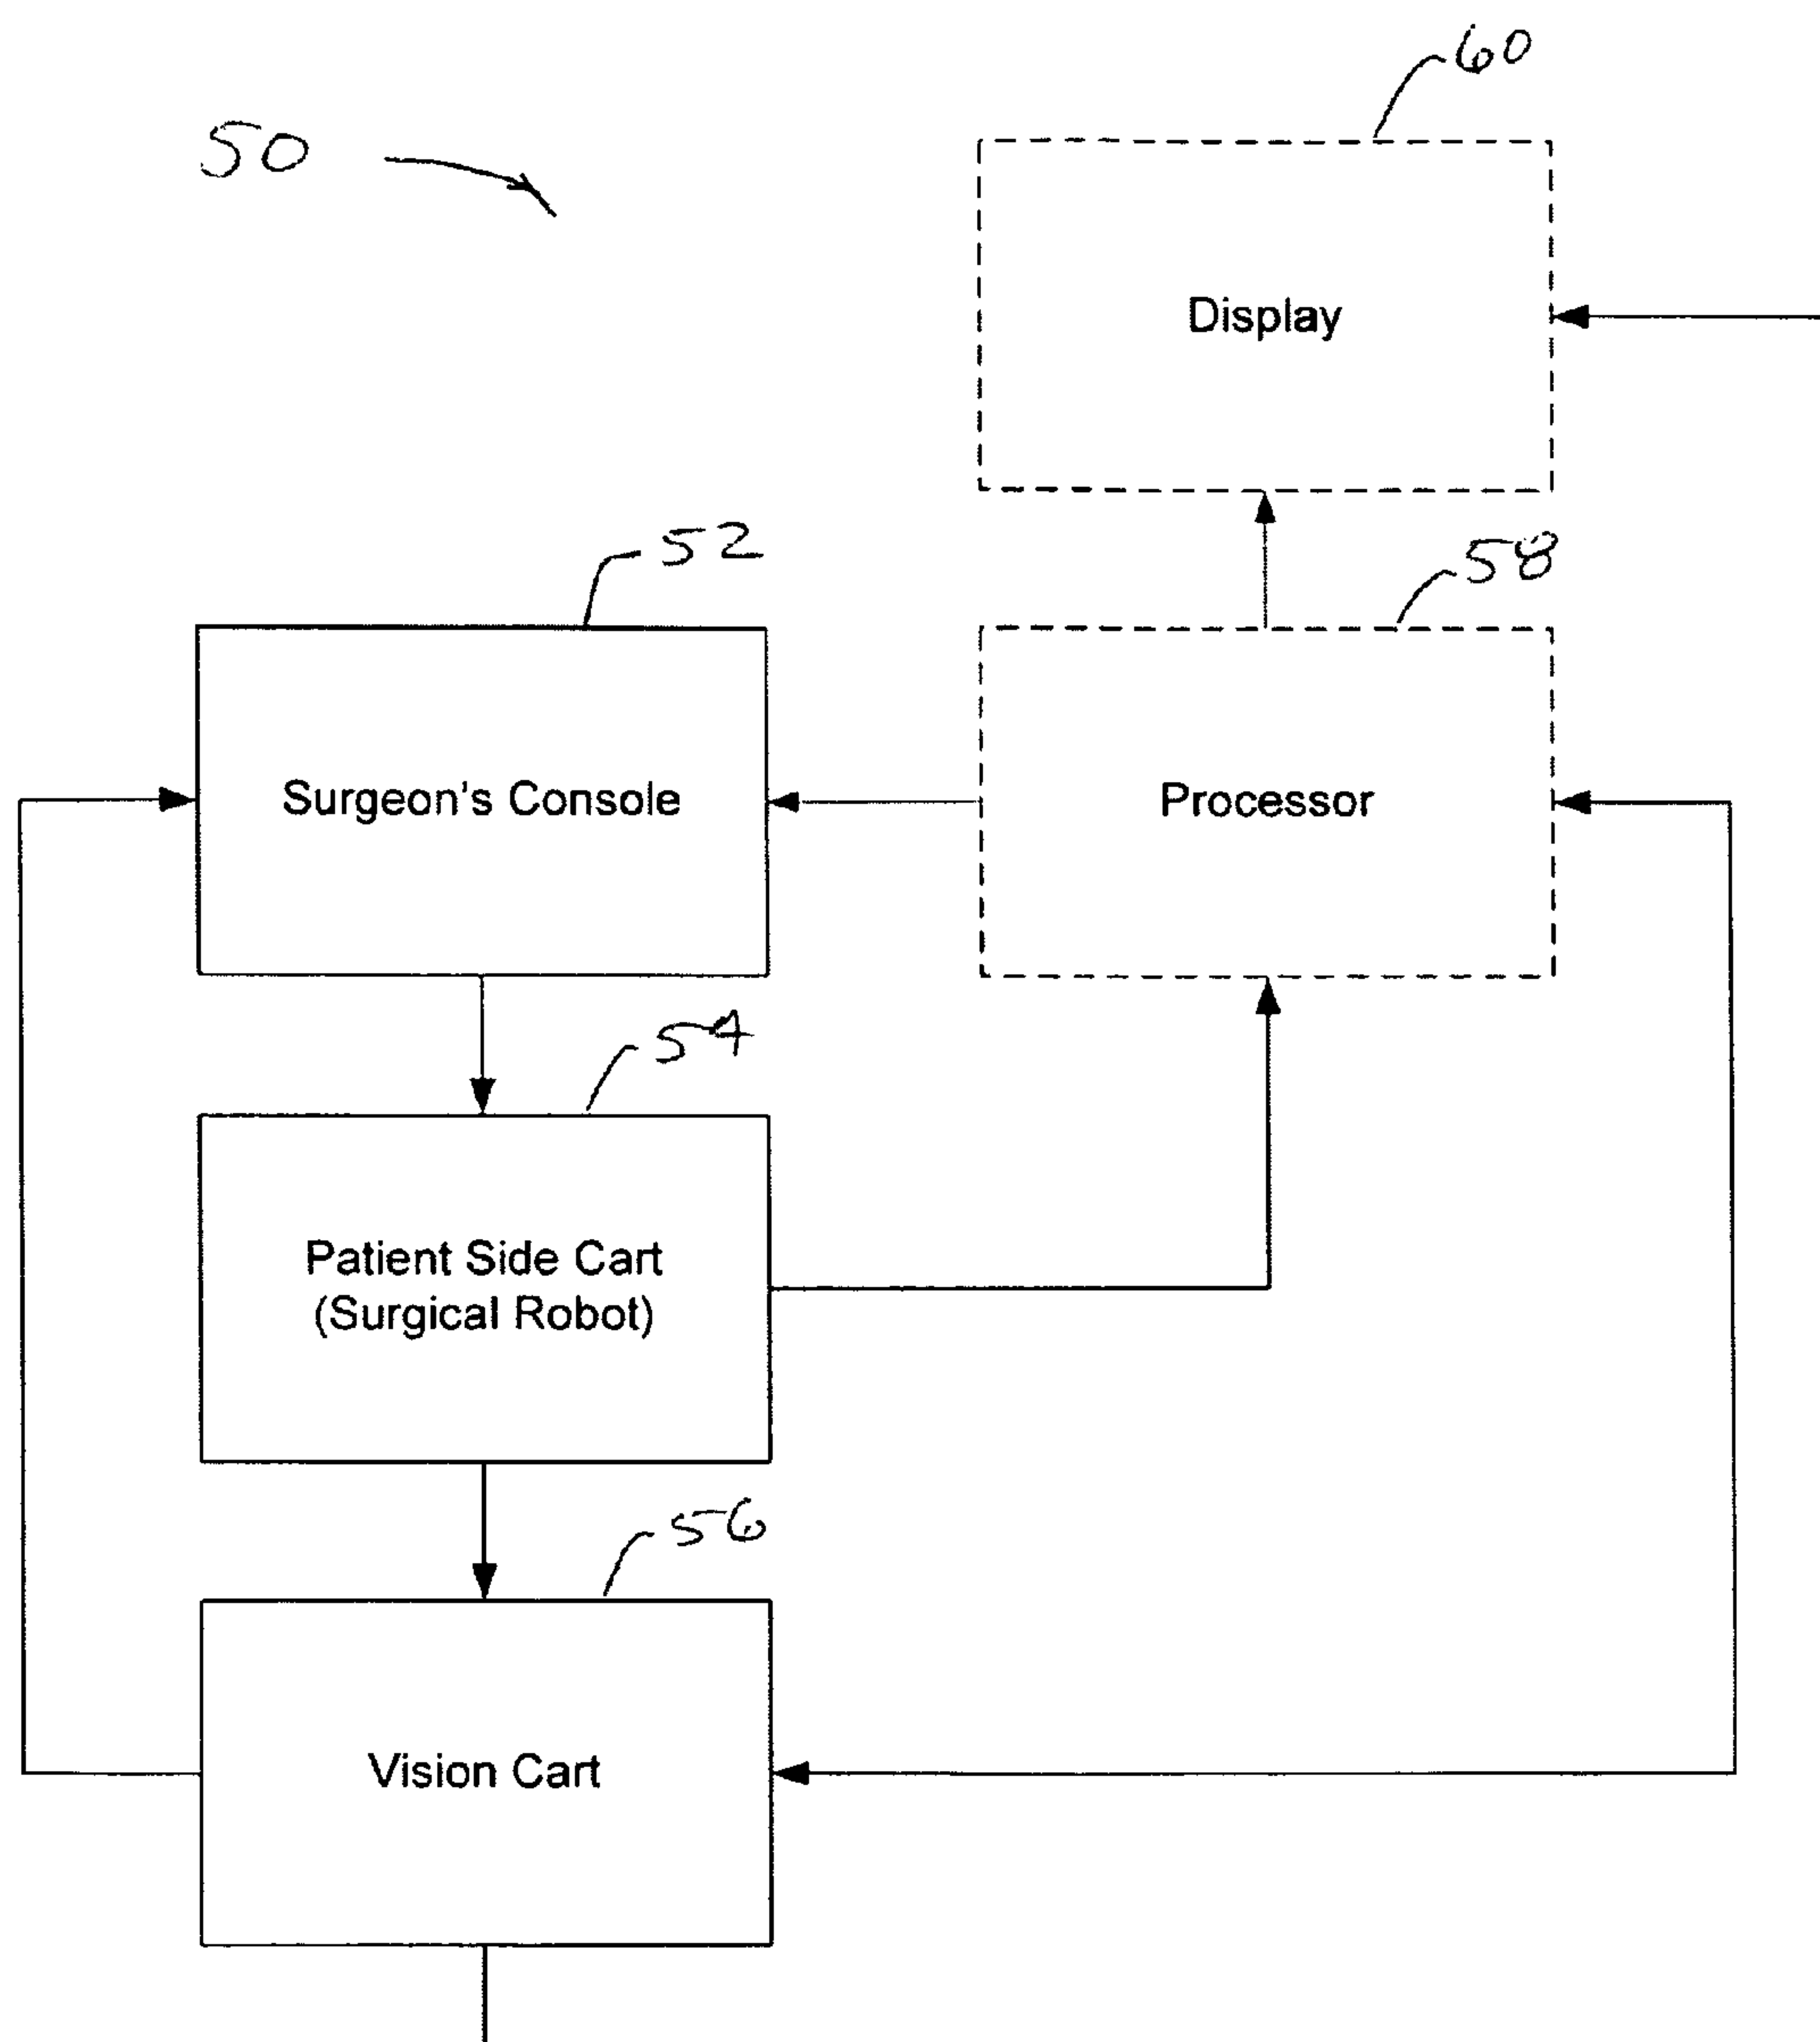 60
50
Display
52
58
Surgeon's Console
Processor
54
Patient Side Cart
(Surgical Robot)
56
Vision Cart